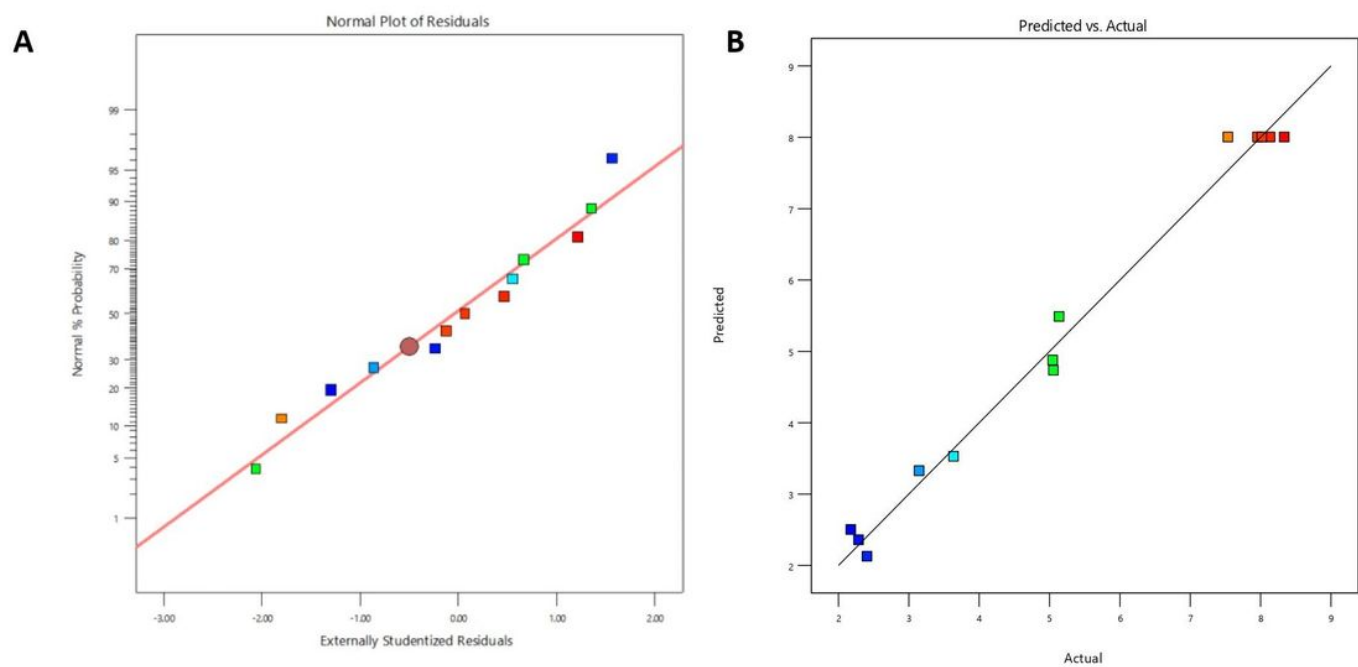 A
Normal Plot of Residuals
Normal % Probability
99
95
90
80
70
50
30
20
10
5
1
-3.00 -2.00 -1.00 0.00 1.00 2.00
Externally Studentized Residuals
B
Predicted vs. Actual
Predicted
9
8
7
6
5
4
3
2
2 3 4 5 6 7 8 9
Actual